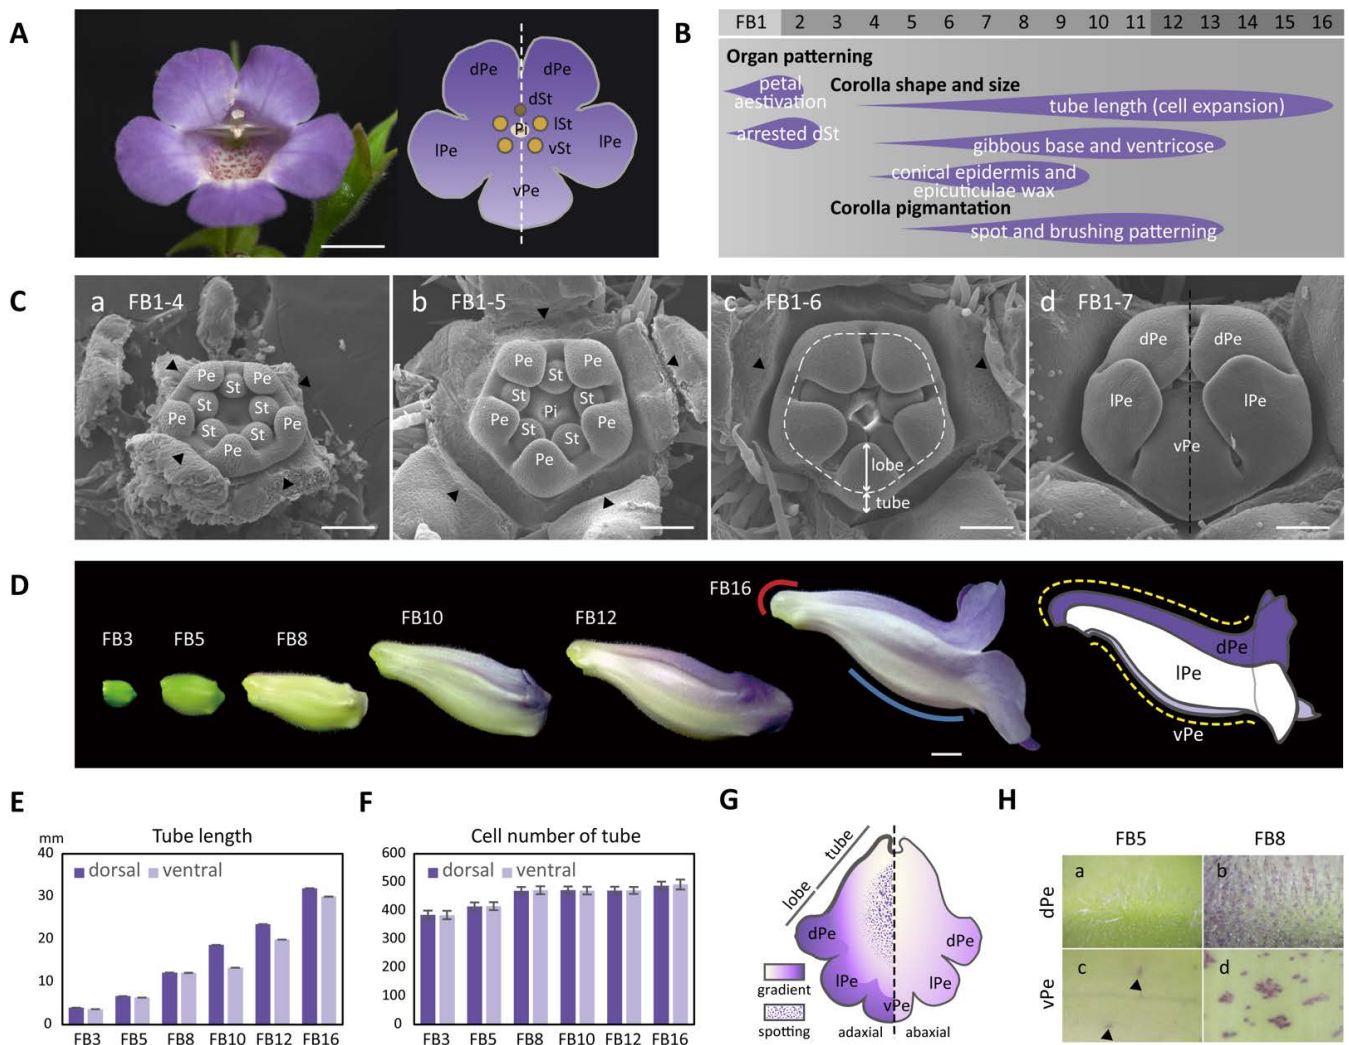 A
dPe
dPe
dSt
Pi
lSt
lPe
lPe
vSt
vPe
B
FB1 2 3 4 5 6 7 8 9 10 11 12 13 14 15 16
Organ patterning
petal
aestivation
arrested dSt
Corolla shape and size
tube length (cell expansion)
gibbous base and ventricose
conical epidermis and
epicuticulae wax
Corolla pigmantation
spot and brushing patterning
C
a FB1-4
Pe
Pe
St
St
St
Pe
Pe
St
St
Pe
b FB1-5
Pe
Pe
St
St
St
Pi
Pe
Pe
St
St
Pe
c FB1-6
lobe
tube
d FB1-7
dPe
dPe
lPe
lPe
vPe
D
FB3
FB5
FB8
FB10
FB12
FB16
dPe
lPe
vPe
E
Tube length
mm
dorsal ventral
40
30
20
10
0
FB3 FB5 FB8 FB10 FB12 FB16
F
Cell number of tube
dorsal ventral
600
500
400
300
200
100
0
FB3 FB5 FB8 FB10 FB12 FB16
G
tube
lobe
dPe
dPe
lPe
lPe
vPe
gradient
spotting
adaxial abaxial
H
FB5 FB8
dPe
a
b
vPe
c
d